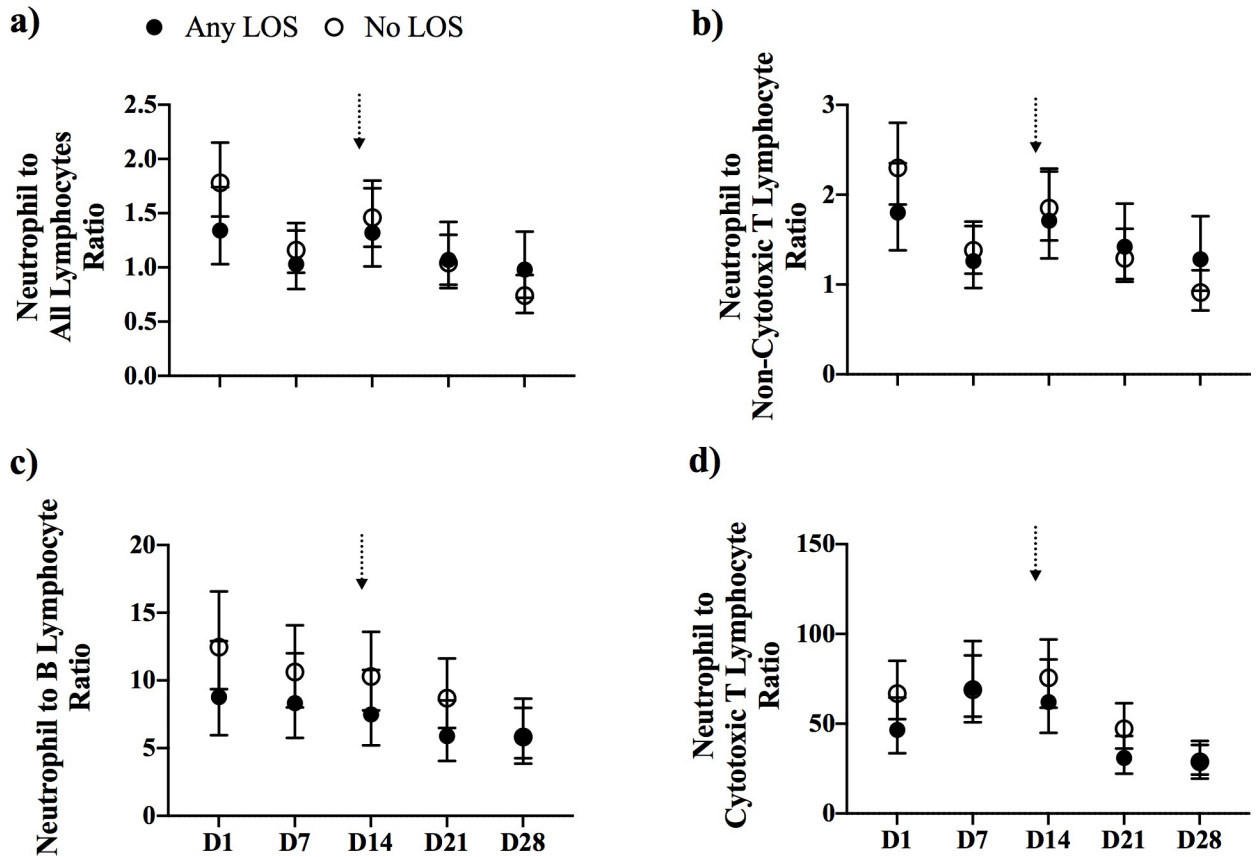 a)
Any LOS
No LOS
Neutrophil to
All Lymphocytes
Ratio
2.5
2.0
1.5
1.0
0.5
0.0
b)
Neutrophil to
Non-Cytotoxic T Lymphocyte
Ratio
3
2
1
0
c)
Neutrophil to B Lymphocyte
Ratio
20
15
10
5
0
D1 D7 D14 D21 D28
d)
Neutrophil to
Cytotoxic T Lymphocyte
Ratio
150
100
50
0
D1 D7 D14 D21 D28